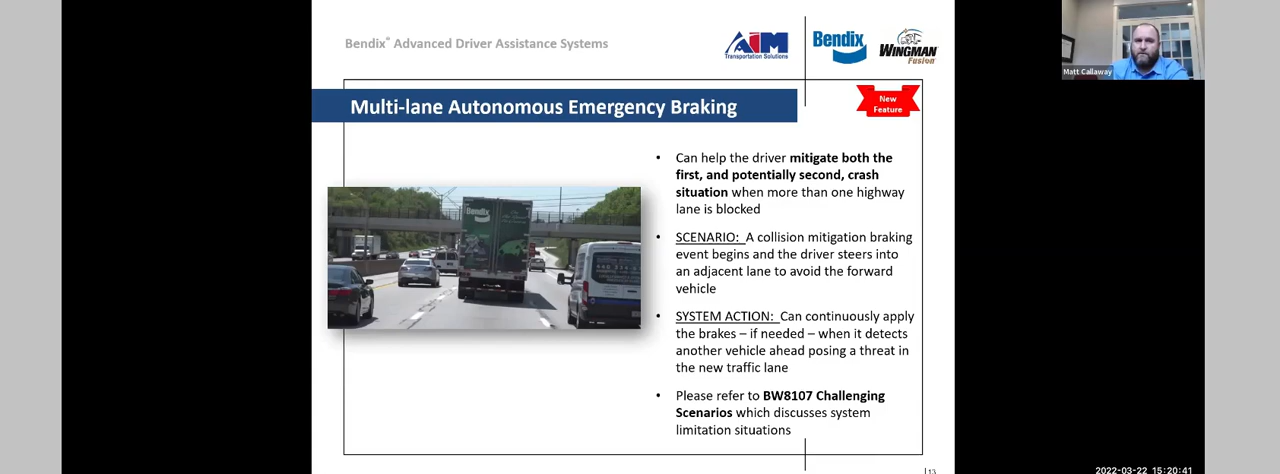 Bendix® Advanced Driver Assistance Systems
AIM
Transportation Solutions
Bendix
WINGMAN
Fusion
Matt Callaway
Multi-lane Autonomous Emergency Braking
New
Feature
• Can help the driver mitigate both the
first, and potentially second, crash
situation when more than one highway
lane is blocked
• SCENARIO: A collision mitigation braking
event begins and the driver steers into
an adjacent lane to avoid the forward
vehicle
• SYSTEM ACTION: Can continuously apply
the brakes – if needed – when it detects
another vehicle ahead posing a threat in
the new traffic lane
• Please refer to BW8107 Challenging
Scenarios which discusses system
limitation situations
Bendix
13
2022-03-22 15:20:41